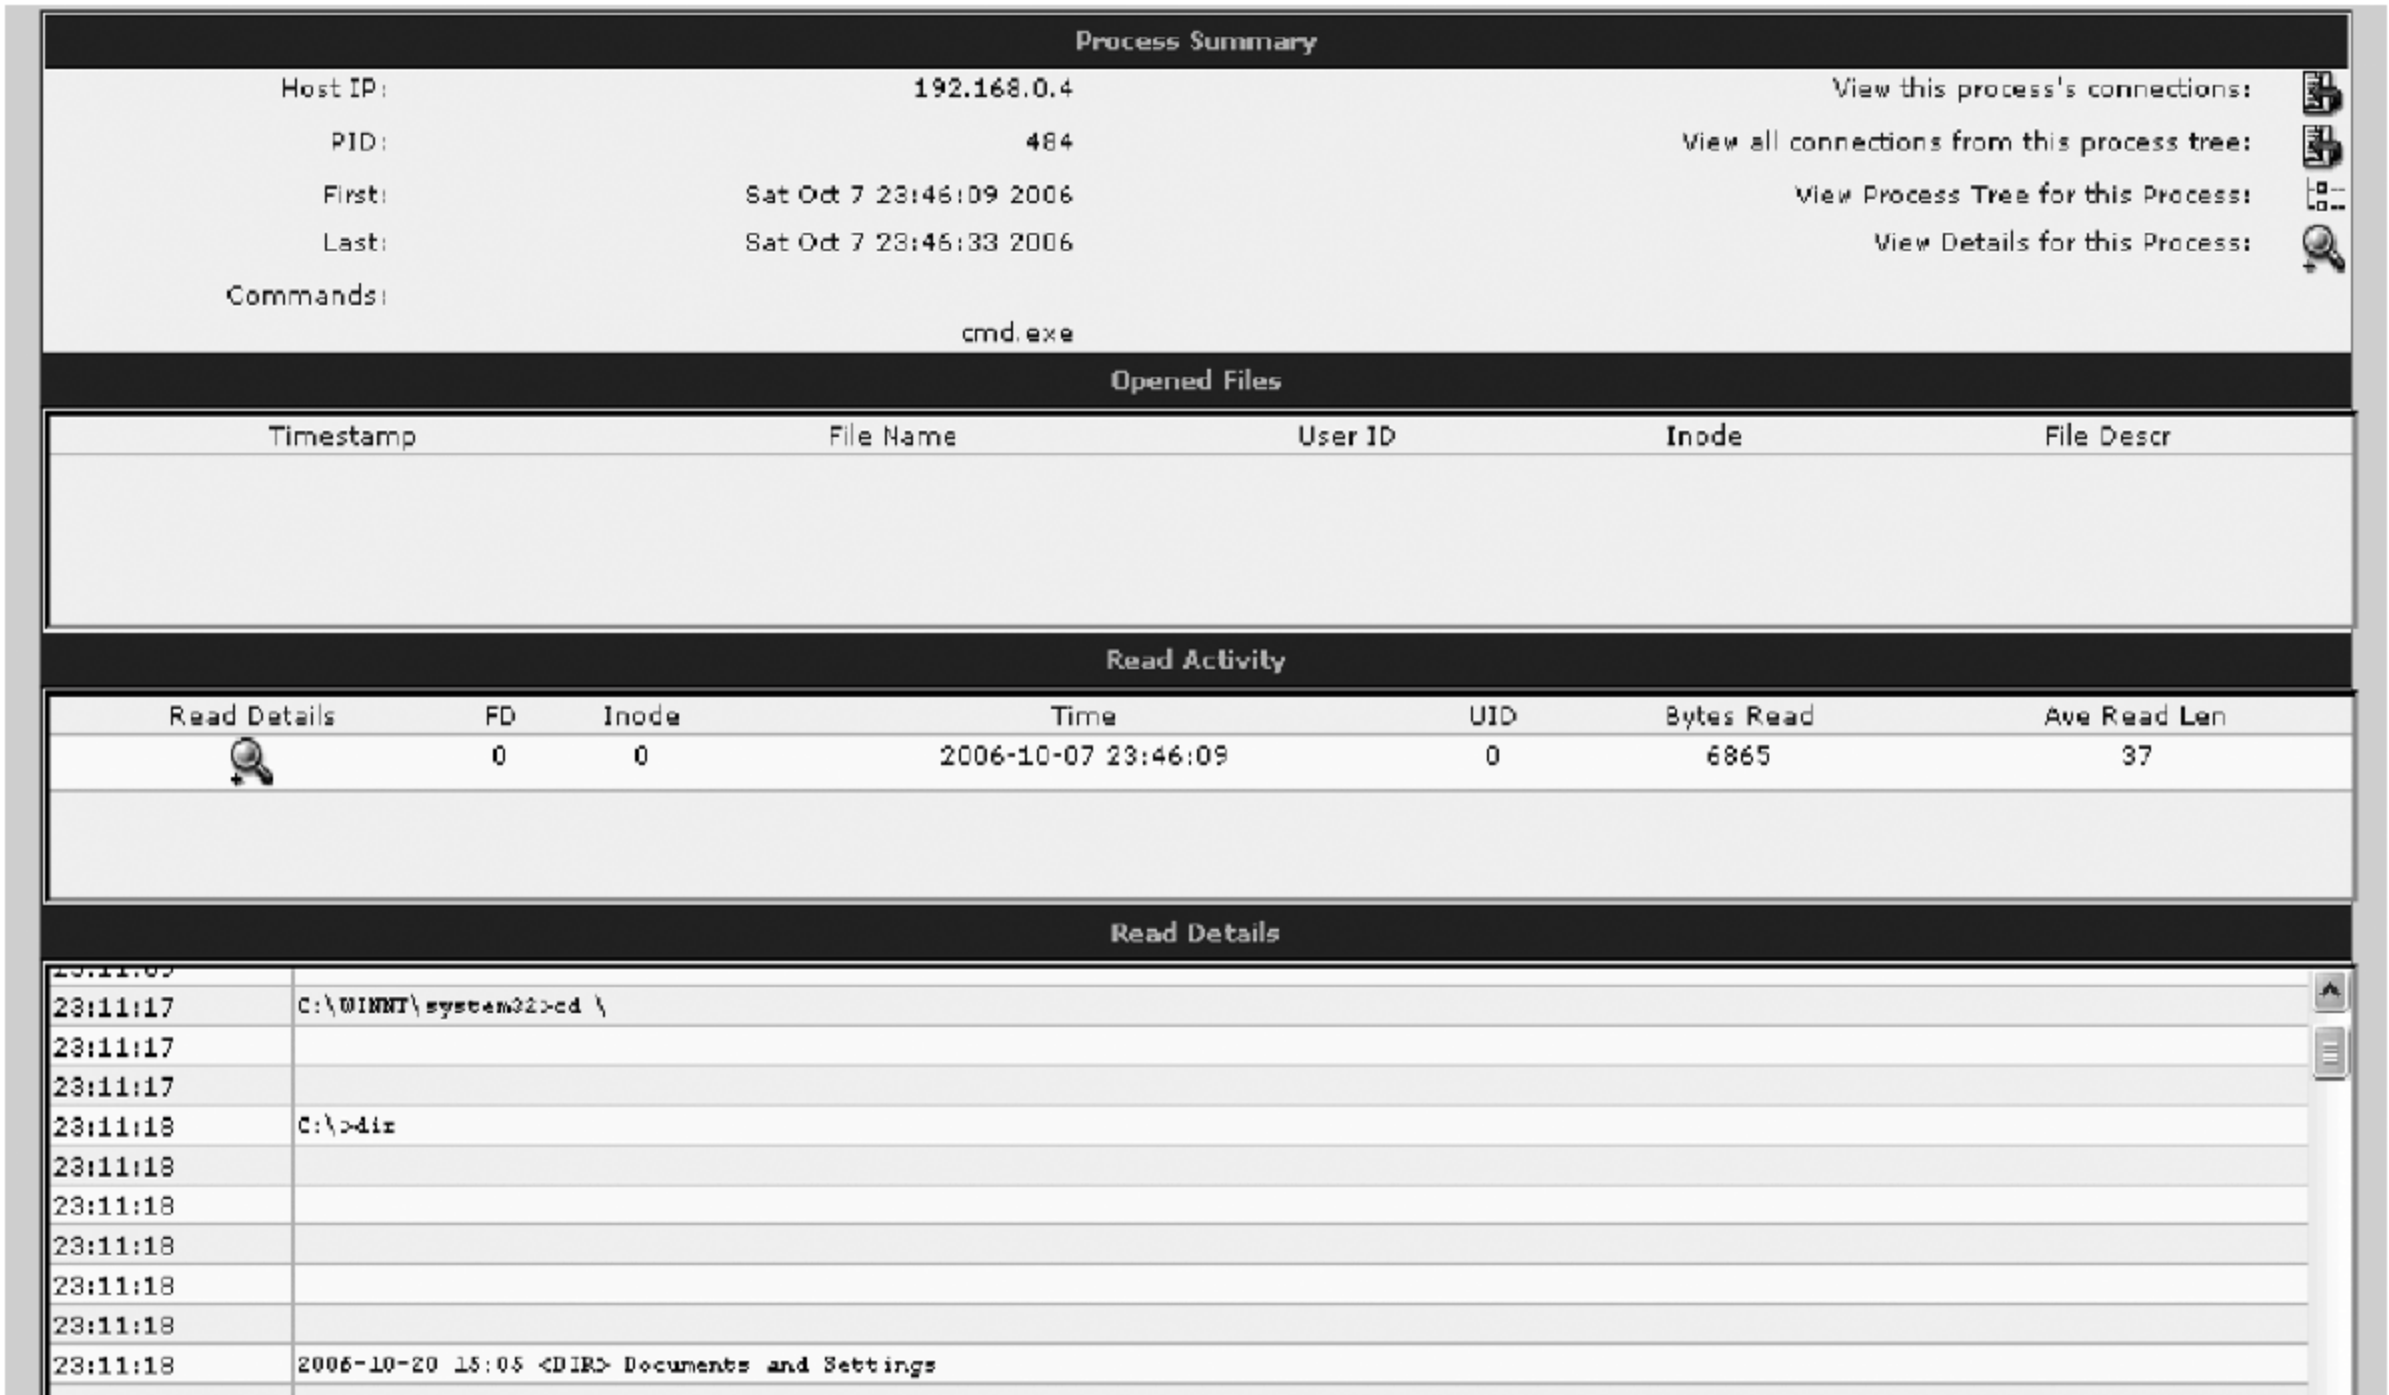 Process Summary
Host IP: 192.168.0.4 View this process's connections:
PID: 484 View all connections from this process tree:
First: Sat Oct 7 23:46:09 2006 View Process Tree for this Process:
Last: Sat Oct 7 23:46:33 2006 View Details for this Process:
Commands:
cmd.exe
Opened Files
Timestamp File Name User ID Inode File Descr
Read Activity
Read Details FD Inode Time UID Bytes Read Ave Read Len
0 0 2006-10-07 23:46:09 0 6865 37
Read Details
23:11:17 C:\WINNT\system32>cd \
23:11:17
23:11:17
23:11:18 C:\>dir
23:11:18
23:11:18
23:11:18
23:11:18
23:11:18
23:11:18 2006-10-20 15:05 <DIR> Documents and Settings